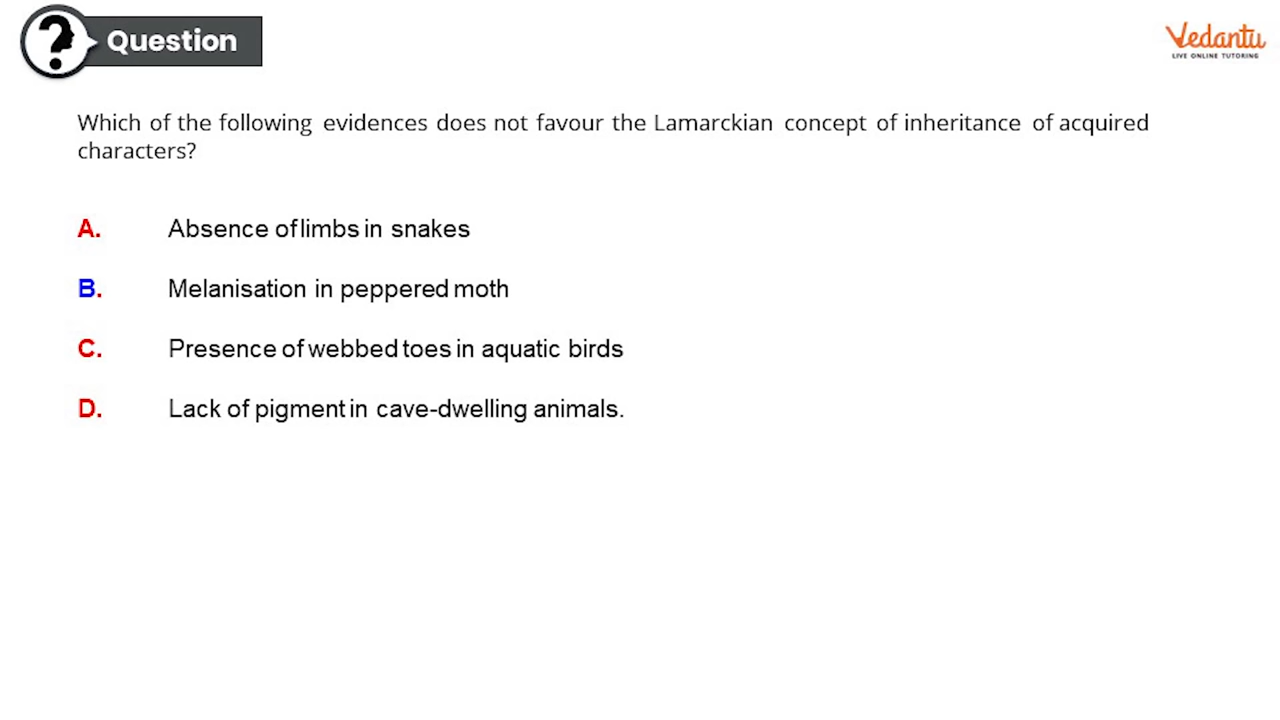 Question
Vedantu
LIVE ONLINE TUTORING
Which of the following evidences does not favour the Lamarckian concept of inheritance of acquired
characters?
A. Absence of limbs in snakes
B. Melanisation in peppered moth
C. Presence of webbed toes in aquatic birds
D. Lack of pigment in cave-dwelling animals.